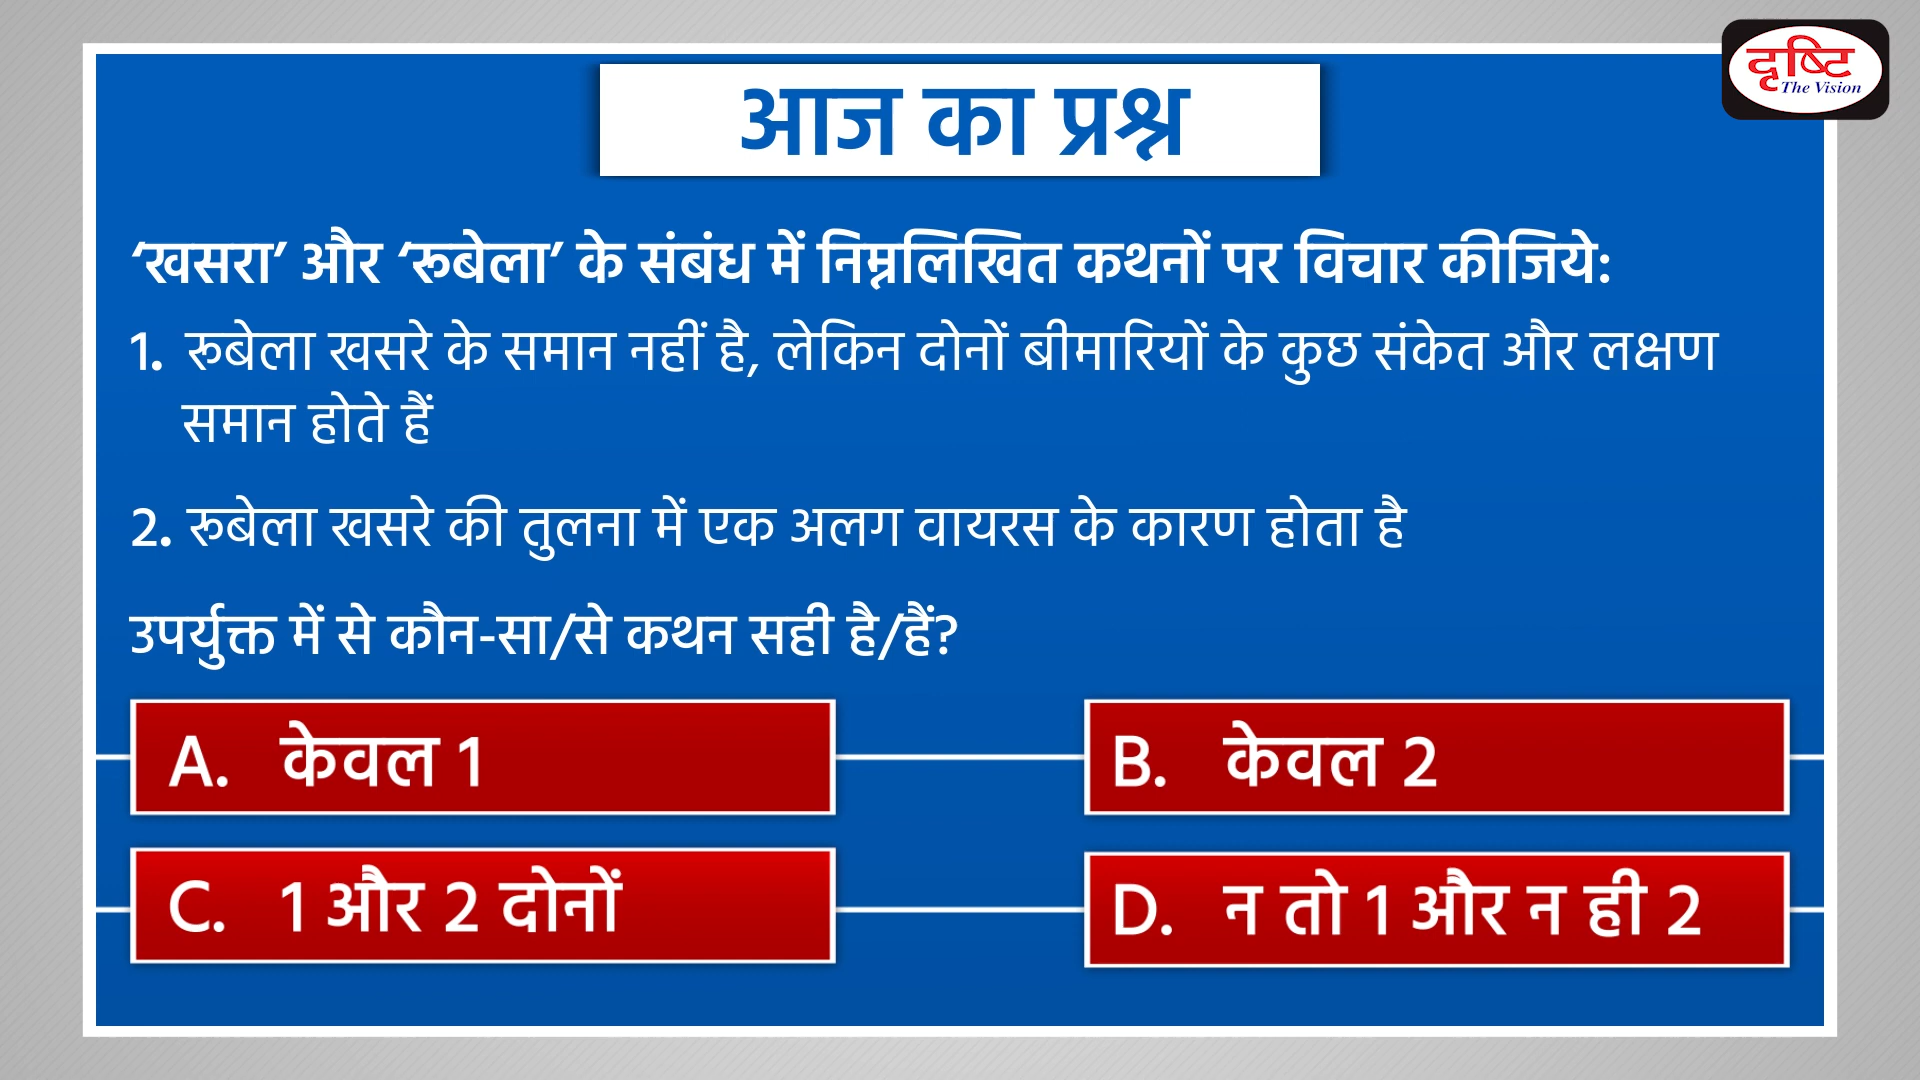 दृष्टि
The Vision
आज का प्रश्न
‘खसरा’ और ‘रूबेला’ के संबंध में निम्नलिखित कथनों पर विचार कीजिये:
1. रूबेला खसरे के समान नहीं है, लेकिन दोनों बीमारियों के कुछ संकेत और लक्षण
समान होते हैं
2. रूबेला खसरे की तुलना में एक अलग वायरस के कारण होता है
उपर्युक्त में से कौन-सा/से कथन सही है/हैं?
A. केवल 1
B. केवल 2
C. 1 और 2 दोनों
D. न तो 1 और न ही 2